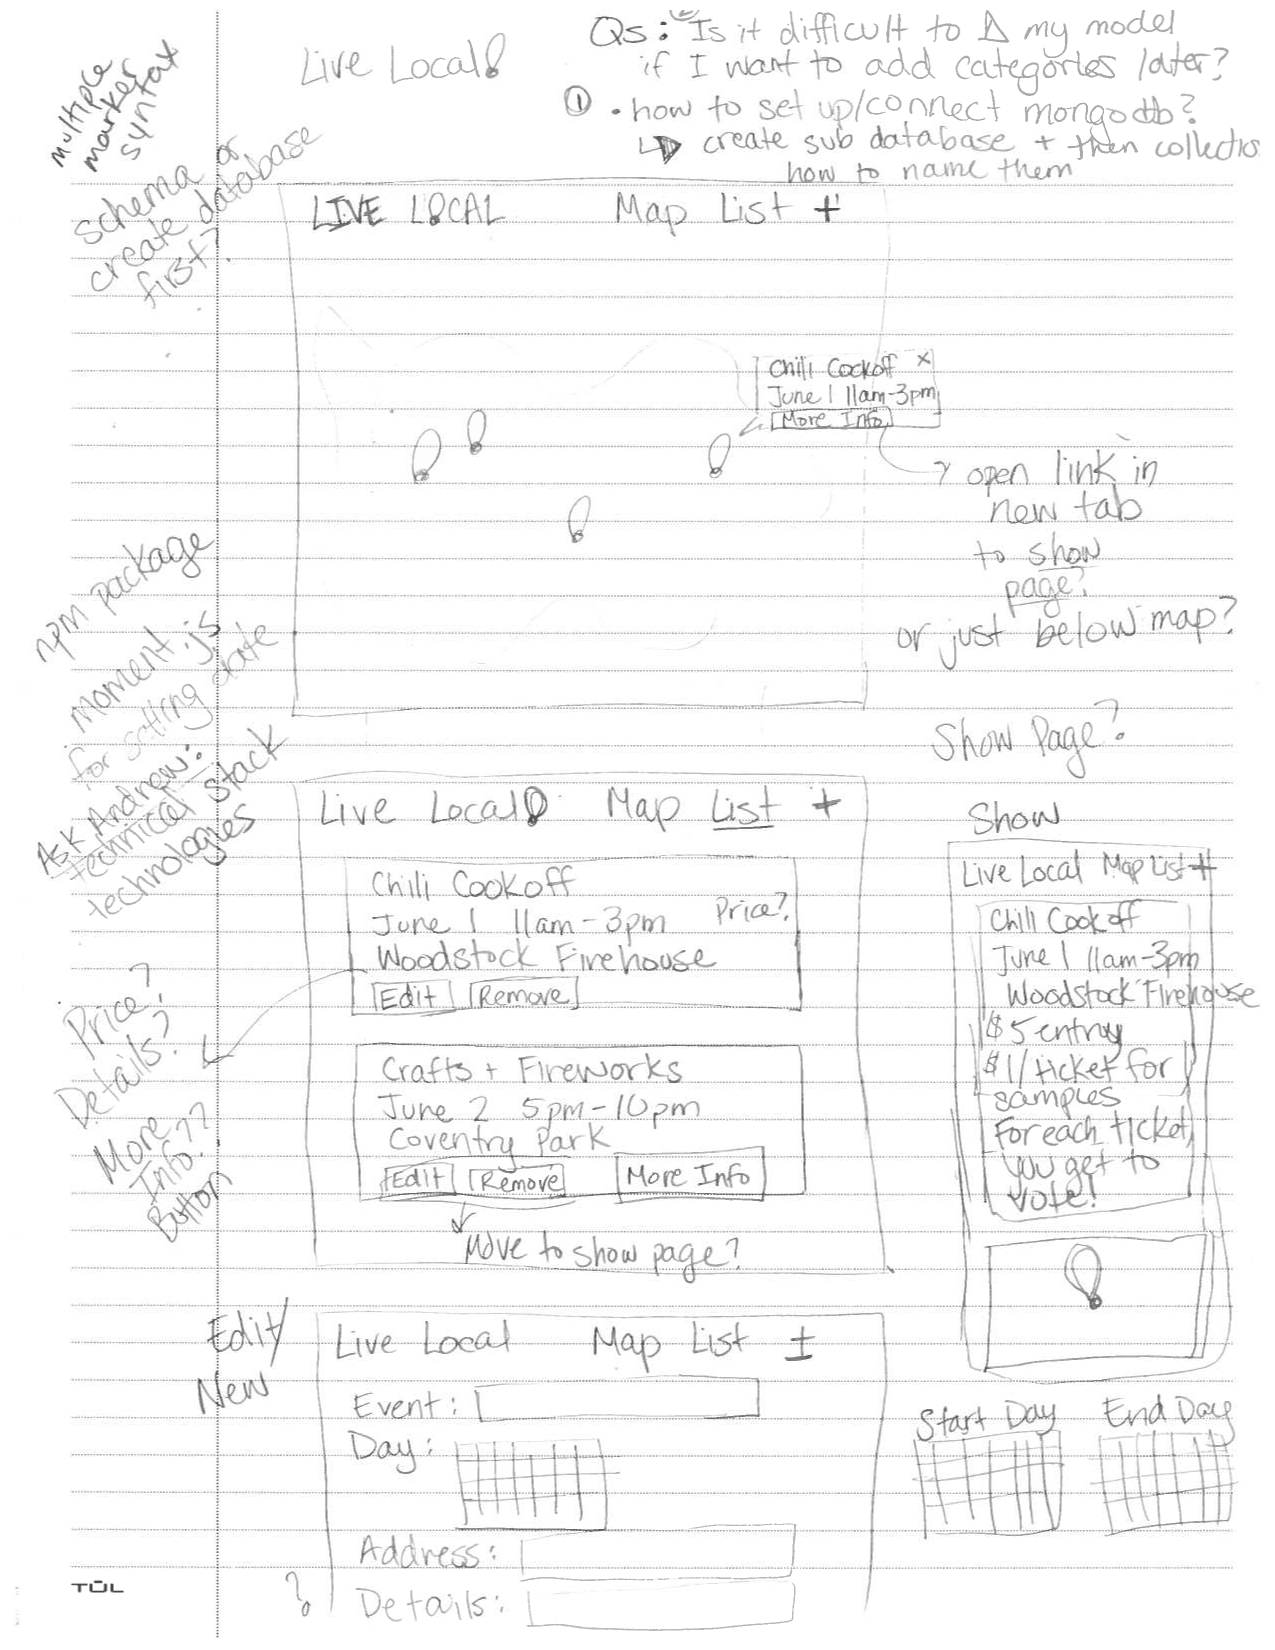 Live Local
Qs: Is it difficult to Δ my model
if I want to add categories later?
① • how to set up/connect mongodb?
↳ create sub database + then collectio
how to name them
multiple
marker
syntax
schema or
create database
first?
LIVE LOCAL Map List +
Chili Cookoff x
June 1 11am-3pm
More Info
open link in
new tab
to show
page?
or just below map?
npm package
moment.js
for setting date
Ask Andrew:
technical stack
technologies
Show Page?
Live Local Map List +
Chili Cookoff
June 1 11am-3pm Price?
Woodstock Firehouse
Edit Remove
Price?
Details?
More
Info??
Button
Crafts + Fireworks
June 2 5pm-10pm
Coventry Park
Edit Remove More Info
Move to show page?
Show
Live Local Map List +
Chili Cookoff
June 1 11am-3pm
Woodstock Firehouse
$5 entry
$1/ticket for
samples
For each ticket,
you get to
vote!
Edit/
New
Live Local Map List +
Event:
Day:
Address:
? Details:
Start Day End Day
TŪL